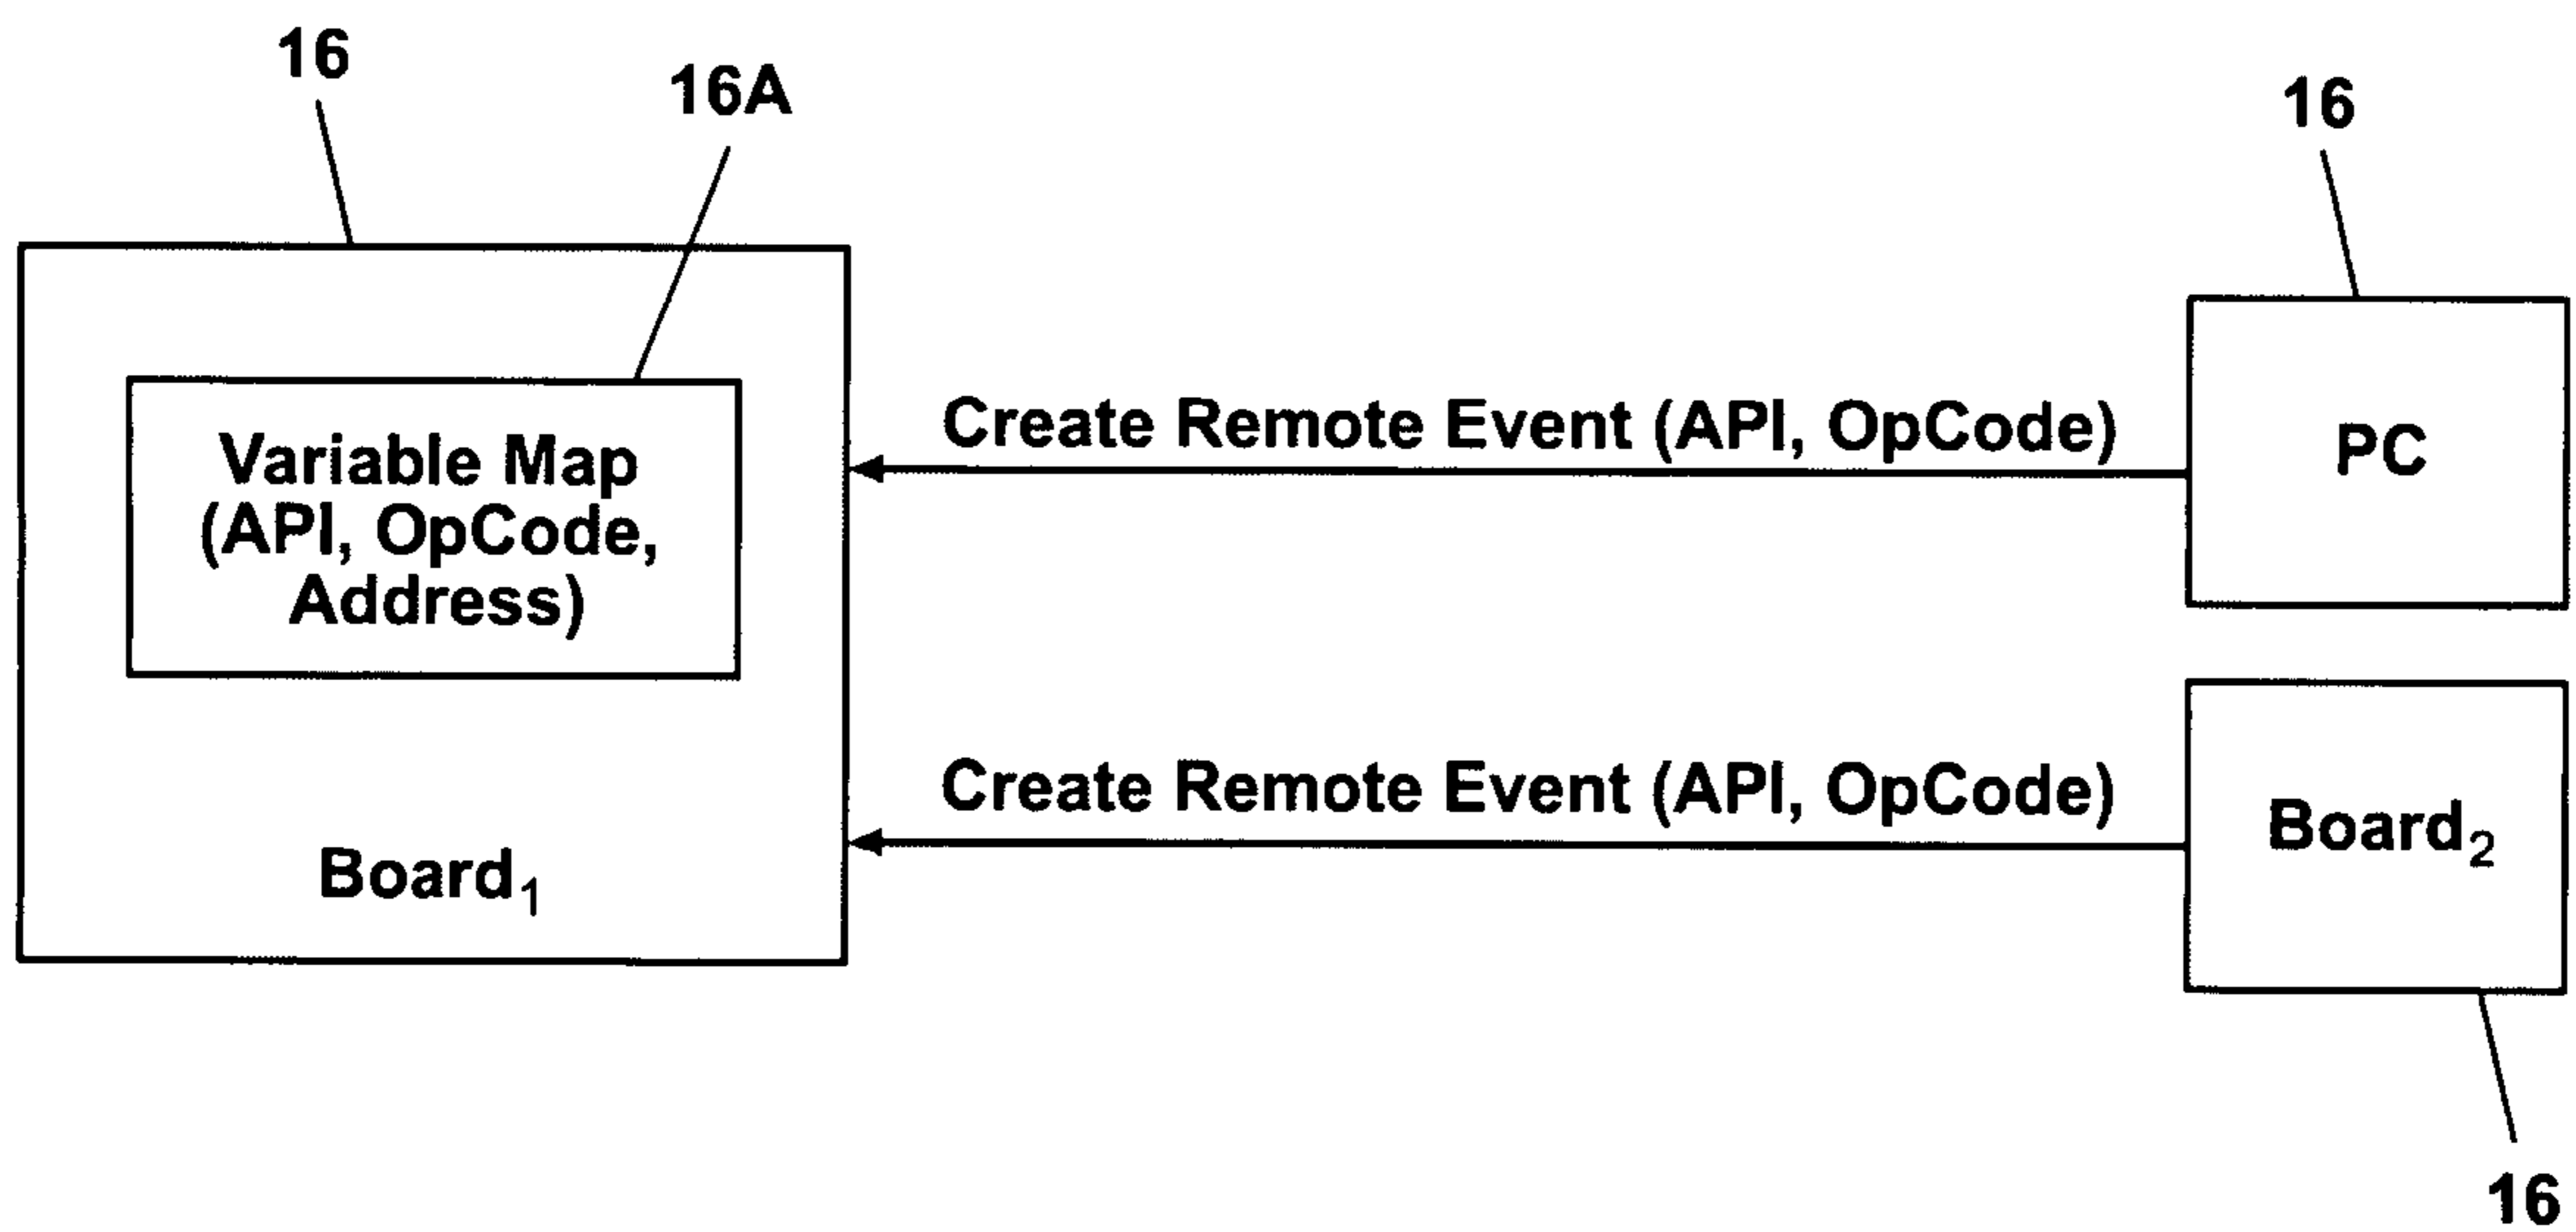 16
16A
16
Variable Map
(API, OpCode,
Address)
Create Remote Event (API, OpCode)
PC
Create Remote Event (API, OpCode)
Board₂
Board₁
16